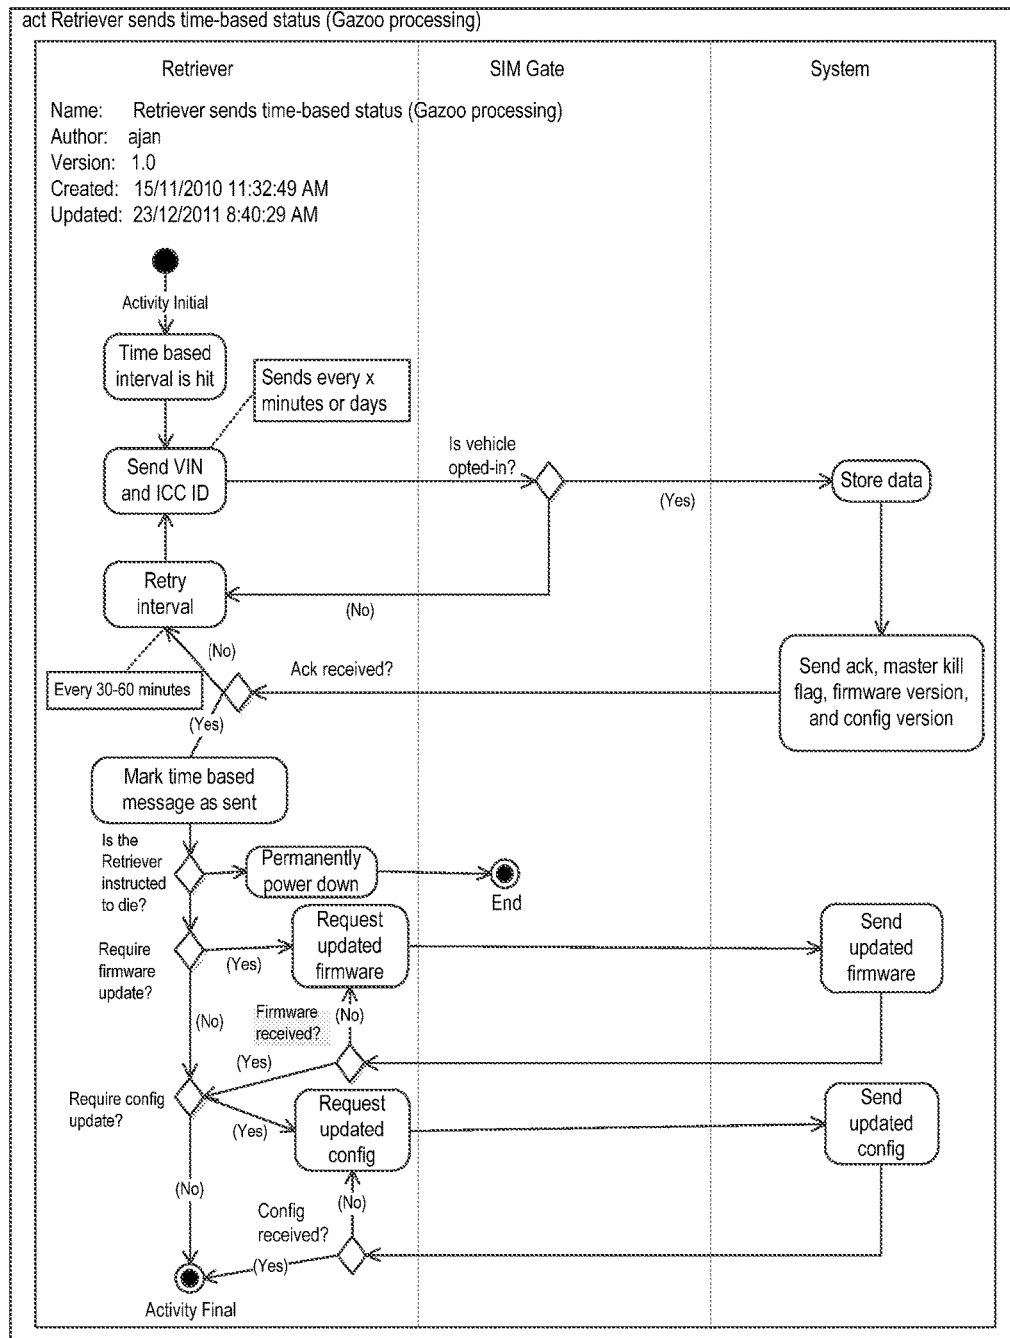 act Retriever sends time-based status (Gazoo processing)
Retriever
SIM Gate
System
Name: Retriever sends time-based status (Gazoo processing)
Author: ajan
Version: 1.0
Created: 15/11/2010 11:32:49 AM
Updated: 23/12/2011 8:40:29 AM
Activity Initial
Time based
interval is hit
Sends every x
minutes or days
Send VIN
and ICC ID
Is vehicle
opted-in?
(Yes)
Store data
Retry
interval
(No)
(No)
Every 30-60 minutes
Ack received?
Send ack, master kill
flag, firmware version,
and config version
(Yes)
Mark time based
message as sent
Is the
Retriever
instructed
to die?
Permanently
power down
End
Require
firmware
update?
(Yes)
Request
updated
firmware
Send
updated
firmware
(No)
Firmware
received?
(No)
(Yes)
Require config
update?
(Yes)
Request
updated
config
Send
updated
config
(No)
Config
received?
(No)
(Yes)
Activity Final